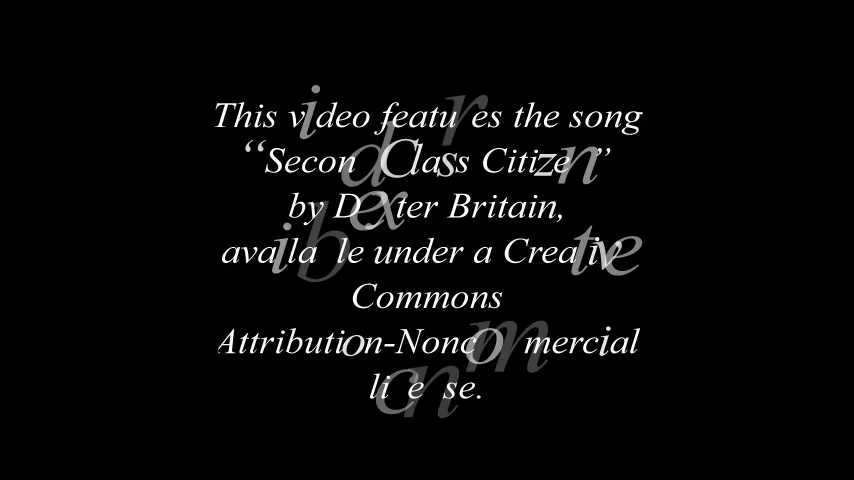 This video features the song
“Second Class Citizen”
by Dexter Britain,
available under a Creative
Commons
Attribution-Noncommercial
license.